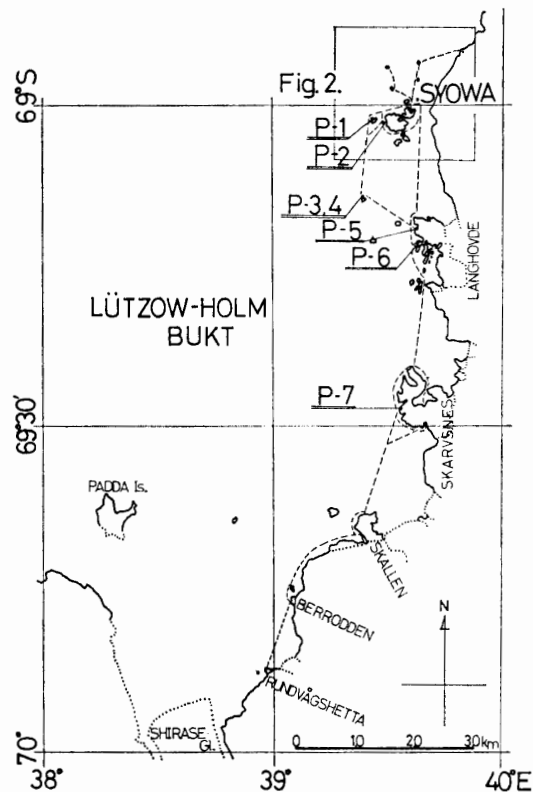 Fig. 2.
69°S
SYOWA
P-1
P-2
P-3,4
P-5
P-6
LANGHOVDE
LÜTZOW-HOLM
BUKT
P-7
69°30'
SKARVSNES
PADDA Is.
SKALLEN
BERRODDEN
N
RUNDVÅGSHETTA
SHIRASE
GL.
0 10 20 30km
70°
38° 39° 40°E